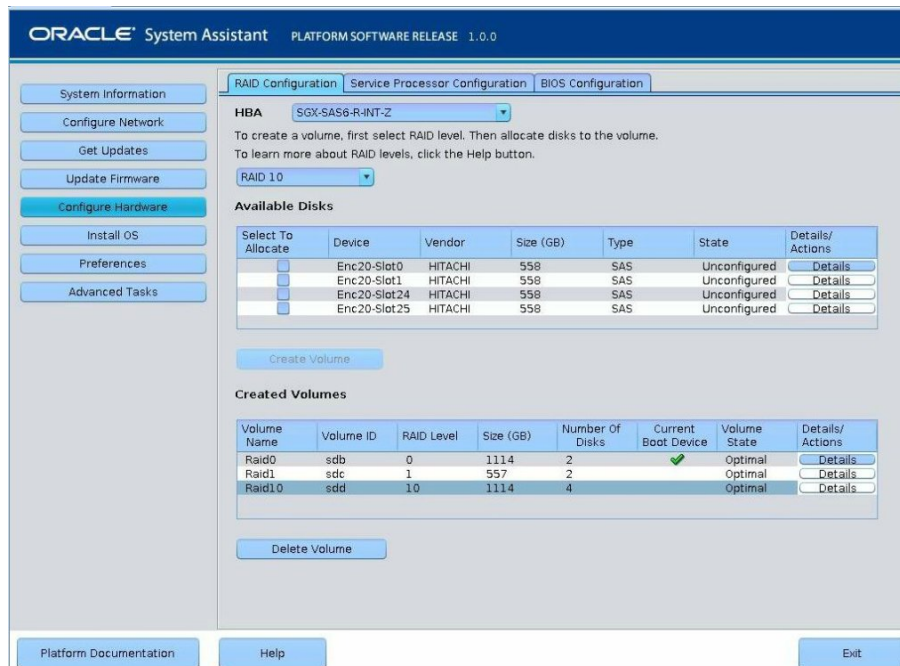 ORACLE® System Assistant PLATFORM SOFTWARE RELEASE 1.0.0
System Information
Configure Network
Get Updates
Update Firmware
Configure Hardware
Install OS
Preferences
Advanced Tasks
RAID Configuration Service Processor Configuration BIOS Configuration
HBA SGX-SAS6-R-INT-Z
To create a volume, first select RAID level. Then allocate disks to the volume.
To learn more about RAID levels, click the Help button.
RAID 10
Available Disks
Select To Allocate Device Vendor Size (GB) Type State Details/ Actions
Enc20-Slot0 HITACHI 558 SAS Unconfigured Details
Enc20-Slot1 HITACHI 558 SAS Unconfigured Details
Enc20-Slot24 HITACHI 558 SAS Unconfigured Details
Enc20-Slot25 HITACHI 558 SAS Unconfigured Details
Create Volume
Created Volumes
Volume Name Volume ID RAID Level Size (GB) Number Of Disks Current Boot Device Volume State Details/ Actions
Raid0 sdb 0 1114 2 Optimal Details
Raid1 sdc 1 557 2 Optimal Details
Raid10 sdd 10 1114 4 Optimal Details
Delete Volume
Platform Documentation Help Exit